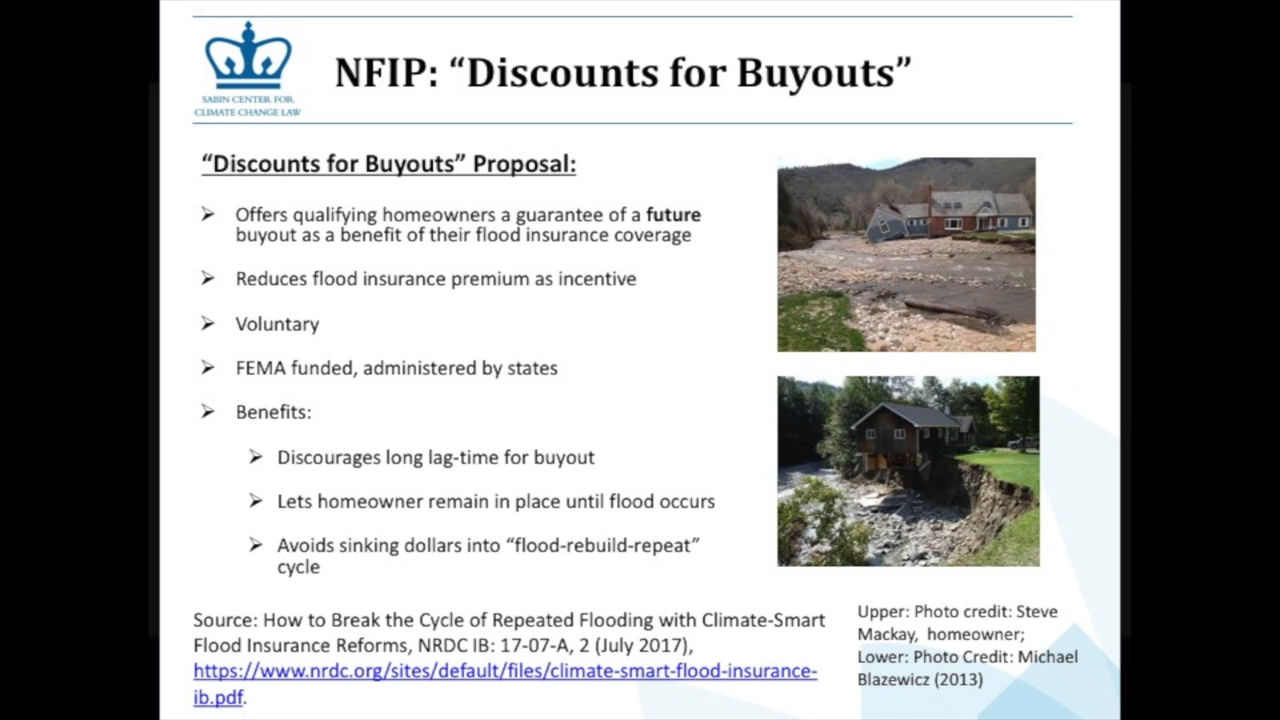 SABIN CENTER FOR
CLIMATE CHANGE LAW
NFIP: “Discounts for Buyouts”
“Discounts for Buyouts” Proposal:
Offers qualifying homeowners a guarantee of a future
buyout as a benefit of their flood insurance coverage
Reduces flood insurance premium as incentive
Voluntary
FEMA funded, administered by states
Benefits:
Discourages long lag-time for buyout
Lets homeowner remain in place until flood occurs
Avoids sinking dollars into “flood-rebuild-repeat”
cycle
Source: How to Break the Cycle of Repeated Flooding with Climate-Smart
Flood Insurance Reforms, NRDC IB: 17-07-A, 2 (July 2017),
https://www.nrdc.org/sites/default/files/climate-smart-flood-insurance-
ib.pdf.
Upper: Photo credit: Steve
Mackay, homeowner;
Lower: Photo Credit: Michael
Blazewicz (2013)